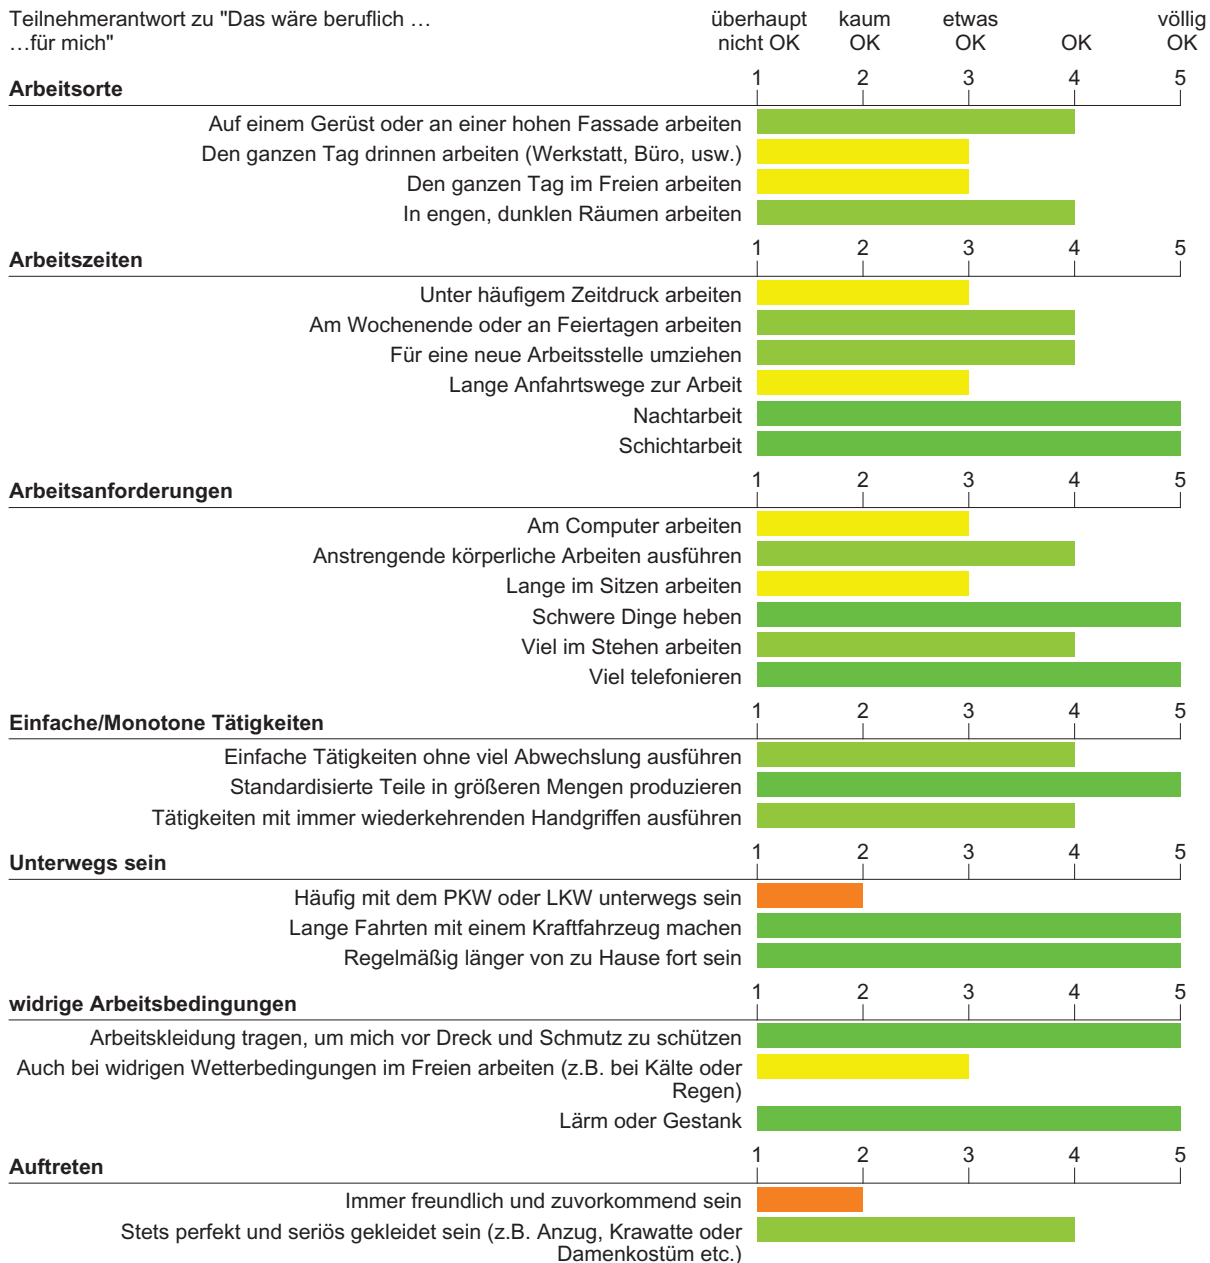 Teilnehmerantwort zu "Das wäre beruflich … überhaupt kaum etwas völlig
…für mich" nicht OK OK OK OK OK
Arbeitsorte 1 2 3 4 5
Auf einem Gerüst oder an einer hohen Fassade arbeiten
Den ganzen Tag drinnen arbeiten (Werkstatt, Büro, usw.)
Den ganzen Tag im Freien arbeiten
In engen, dunklen Räumen arbeiten
Arbeitszeiten 1 2 3 4 5
Unter häufigem Zeitdruck arbeiten
Am Wochenende oder an Feiertagen arbeiten
Für eine neue Arbeitsstelle umziehen
Lange Anfahrtswege zur Arbeit
Nachtarbeit
Schichtarbeit
Arbeitsanforderungen 1 2 3 4 5
Am Computer arbeiten
Anstrengende körperliche Arbeiten ausführen
Lange im Sitzen arbeiten
Schwere Dinge heben
Viel im Stehen arbeiten
Viel telefonieren
Einfache/Monotone Tätigkeiten 1 2 3 4 5
Einfache Tätigkeiten ohne viel Abwechslung ausführen
Standardisierte Teile in größeren Mengen produzieren
Tätigkeiten mit immer wiederkehrenden Handgriffen ausführen
Unterwegs sein 1 2 3 4 5
Häufig mit dem PKW oder LKW unterwegs sein
Lange Fahrten mit einem Kraftfahrzeug machen
Regelmäßig länger von zu Hause fort sein
widrige Arbeitsbedingungen 1 2 3 4 5
Arbeitskleidung tragen, um mich vor Dreck und Schmutz zu schützen
Auch bei widrigen Wetterbedingungen im Freien arbeiten (z.B. bei Kälte oder
Regen)
Lärm oder Gestank
Auftreten 1 2 3 4 5
Immer freundlich und zuvorkommend sein
Stets perfekt und seriös gekleidet sein (z.B. Anzug, Krawatte oder
Damenkostüm etc.)